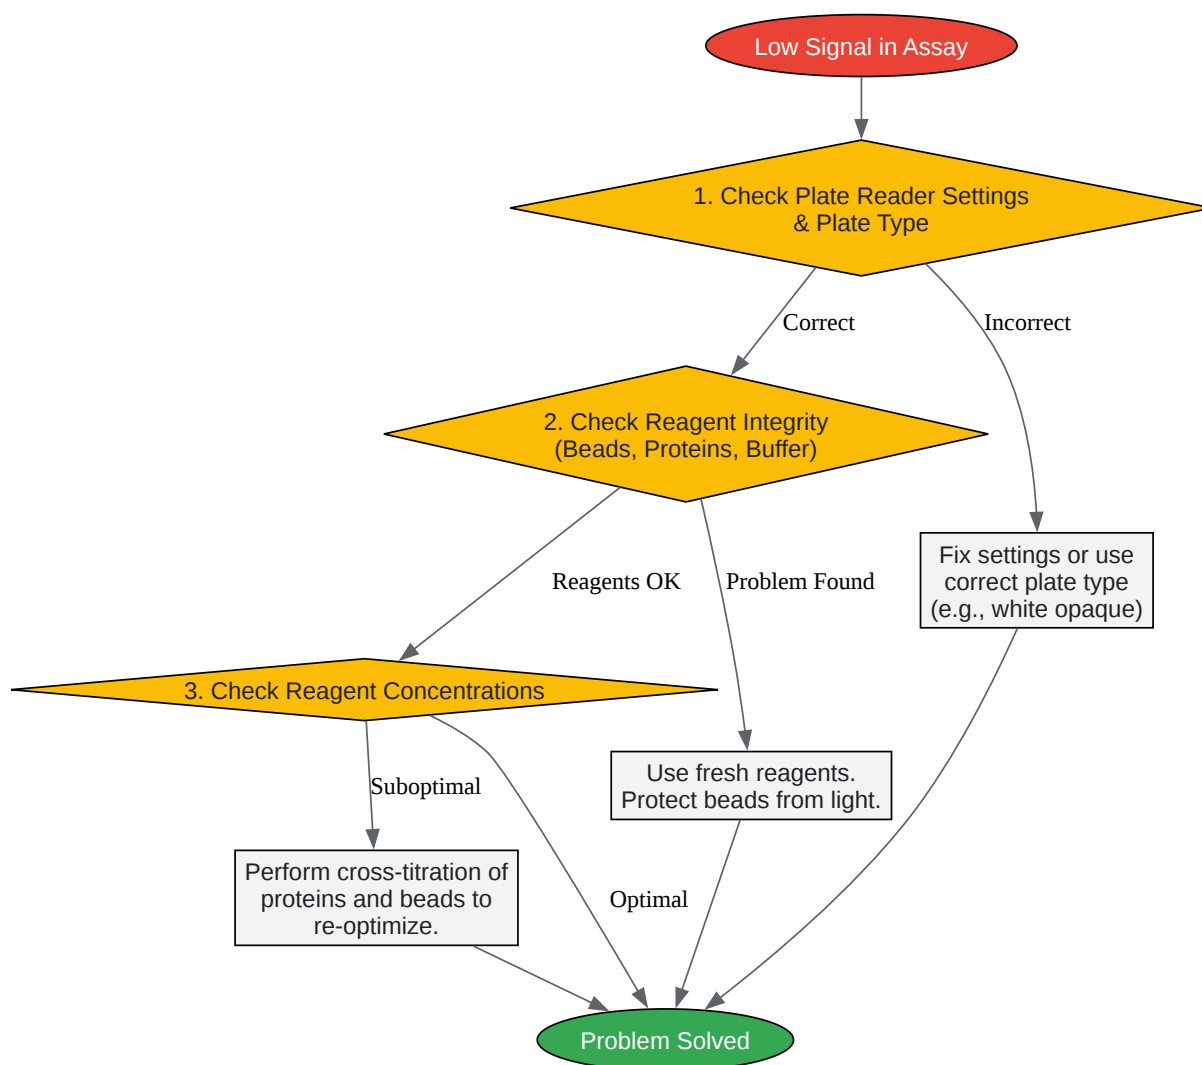 Low Signal in Assay
1. Check Plate Reader Settings
& Plate Type
Correct
Incorrect
2. Check Reagent Integrity
(Beads, Proteins, Buffer)
Fix settings or use
correct plate type
(e.g., white opaque)
Reagents OK
Problem Found
3. Check Reagent Concentrations
Use fresh reagents.
Protect beads from light.
Suboptimal
Perform cross-titration of
proteins and beads to
re-optimize.
Optimal
Problem Solved